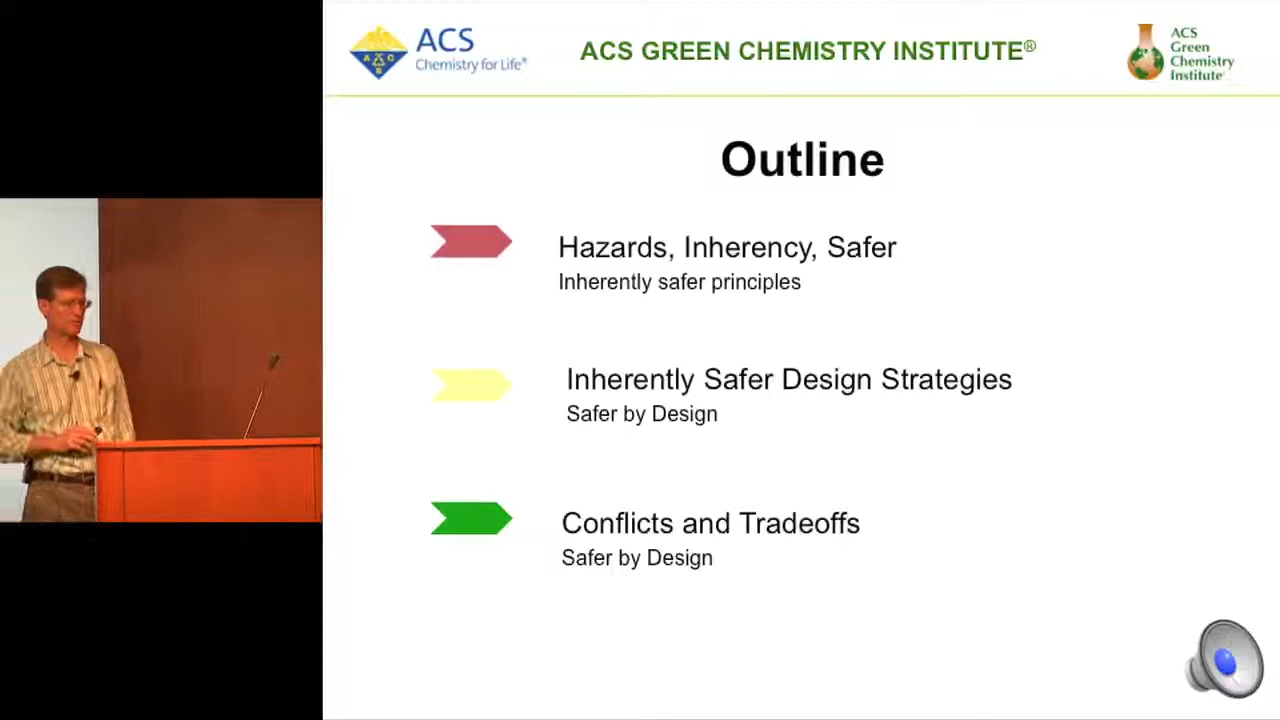 ACS
Chemistry for Life®
ACS GREEN CHEMISTRY INSTITUTE®
ACS
Green
Chemistry
Institute®
Outline
Hazards, Inherency, Safer
Inherently safer principles
Inherently Safer Design Strategies
Safer by Design
Conflicts and Tradeoffs
Safer by Design